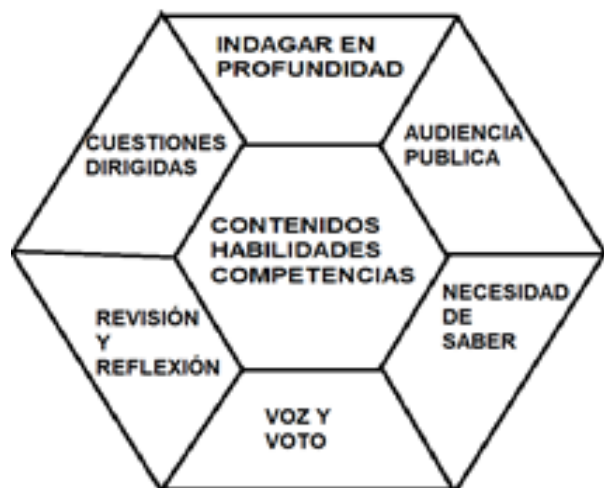 INDAGAR EN
PROFUNDIDAD
CUESTIONES
DIRIGIDAS
AUDIENCIA
PUBLICA
CONTENIDOS
HABILIDADES
COMPETENCIAS
REVISIÓN
Y
REFLEXIÓN
NECESIDAD
DE
SABER
VOZ Y
VOTO